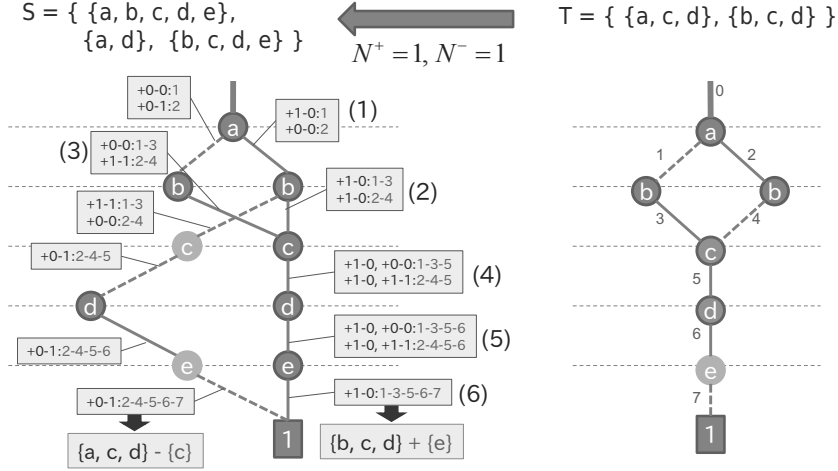 S = { {a, b, c, d, e},
{a, d}, {b, c, d, e} }
N⁺ = 1, N⁻ = 1
T = { {a, c, d}, {b, c, d} }
+0-0:1
+0-1:2
a
+1-0:1
+0-0:2
(1)
(3)
+0-0:1-3
+1-1:2-4
b
b
+1-0:1-3
+1-0:2-4
(2)
+1-1:1-3
+0-0:2-4
c
c
+0-1:2-4-5
+1-0, +0-0:1-3-5
+1-0, +1-1:2-4-5
(4)
d
d
+1-0, +0-0:1-3-5-6
+1-0, +1-1:2-4-5-6
(5)
+0-1:2-4-5-6
e
e
+0-1:2-4-5-6-7
+1-0:1-3-5-6-7
(6)
{a, c, d} - {c}
1
{b, c, d} + {e}
0
a
1
2
b
b
3
4
c
5
d
6
e
7
1